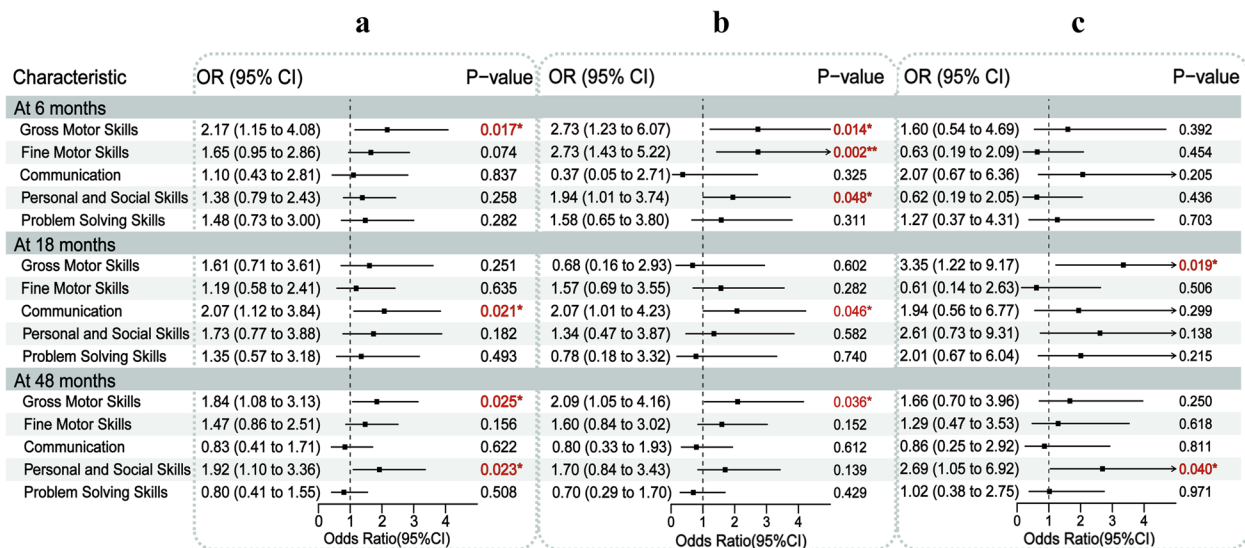 a b c
Characteristic OR (95% CI) P-value OR (95% CI) P-value OR (95% CI) P-value
At 6 months
Gross Motor Skills 2.17 (1.15 to 4.08) 0.017* 2.73 (1.23 to 6.07) 0.014* 1.60 (0.54 to 4.69) 0.392
Fine Motor Skills 1.65 (0.95 to 2.86) 0.074 2.73 (1.43 to 5.22) 0.002** 0.63 (0.19 to 2.09) 0.454
Communication 1.10 (0.43 to 2.81) 0.837 0.37 (0.05 to 2.71) 0.325 2.07 (0.67 to 6.36) 0.205
Personal and Social Skills 1.38 (0.79 to 2.43) 0.258 1.94 (1.01 to 3.74) 0.048* 0.62 (0.19 to 2.05) 0.436
Problem Solving Skills 1.48 (0.73 to 3.00) 0.282 1.58 (0.65 to 3.80) 0.311 1.27 (0.37 to 4.31) 0.703
At 18 months
Gross Motor Skills 1.61 (0.71 to 3.61) 0.251 0.68 (0.16 to 2.93) 0.602 3.35 (1.22 to 9.17) 0.019*
Fine Motor Skills 1.19 (0.58 to 2.41) 0.635 1.57 (0.69 to 3.55) 0.282 0.61 (0.14 to 2.63) 0.506
Communication 2.07 (1.12 to 3.84) 0.021* 2.07 (1.01 to 4.23) 0.046* 1.94 (0.56 to 6.77) 0.299
Personal and Social Skills 1.73 (0.77 to 3.88) 0.182 1.34 (0.47 to 3.87) 0.582 2.61 (0.73 to 9.31) 0.138
Problem Solving Skills 1.35 (0.57 to 3.18) 0.493 0.78 (0.18 to 3.32) 0.740 2.01 (0.67 to 6.04) 0.215
At 48 months
Gross Motor Skills 1.84 (1.08 to 3.13) 0.025* 2.09 (1.05 to 4.16) 0.036* 1.66 (0.70 to 3.96) 0.250
Fine Motor Skills 1.47 (0.86 to 2.51) 0.156 1.60 (0.84 to 3.02) 0.152 1.29 (0.47 to 3.53) 0.618
Communication 0.83 (0.41 to 1.71) 0.622 0.80 (0.33 to 1.93) 0.612 0.86 (0.25 to 2.92) 0.811
Personal and Social Skills 1.92 (1.10 to 3.36) 0.023* 1.70 (0.84 to 3.43) 0.139 2.69 (1.05 to 6.92) 0.040*
Problem Solving Skills 0.80 (0.41 to 1.55) 0.508 0.70 (0.29 to 1.70) 0.429 1.02 (0.38 to 2.75) 0.971
0 1 2 3 4 0 1 2 3 4 0 1 2 3 4
Odds Ratio(95%CI) Odds Ratio(95%CI) Odds Ratio(95%CI)